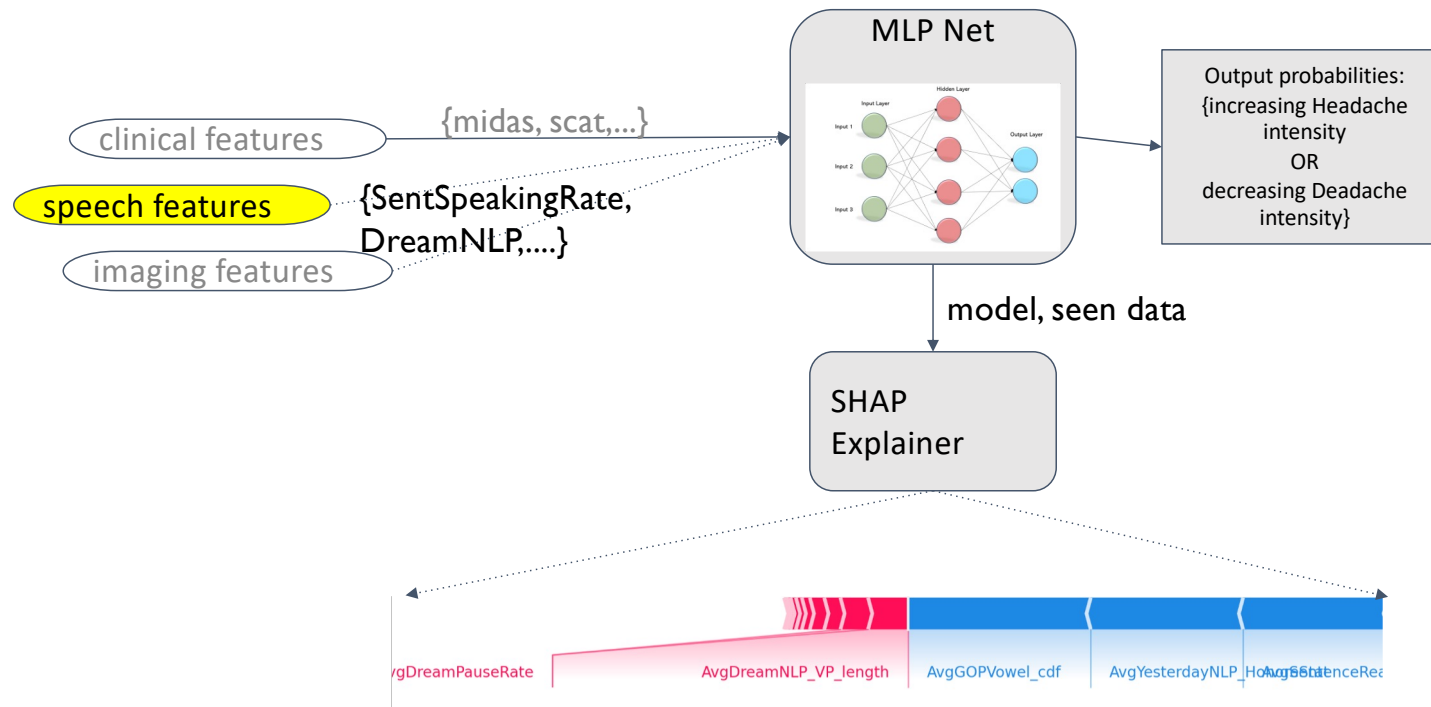 MLP Net
Input Layer
Hidden Layer
Output Layer
Input 1
Input 2
Input 3
Output probabilities:
{increasing Headache
intensity
OR
decreasing Deadache
intensity}
clinical features
{midas, scat,...}
speech features
{SentSpeakingRate,
DreamNLP,....}
imaging features
model, seen data
SHAP
Explainer
vgDreamPauseRate
AvgDreamNLP_VP_length
AvgGOPVowel_cdf
AvgYesterdayNLP_